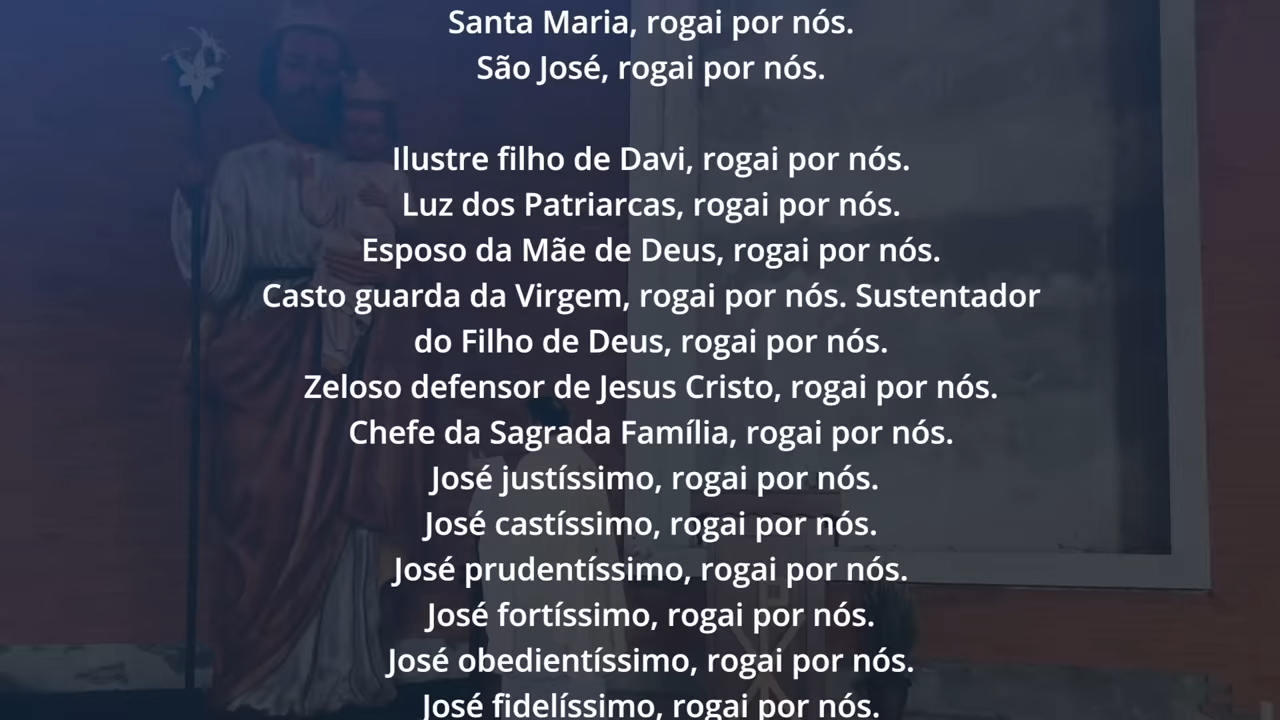 Santa Maria, rogai por nós.
São José, rogai por nós.
Ilustre filho de Davi, rogai por nós.
Luz dos Patriarcas, rogai por nós.
Esposo da Mãe de Deus, rogai por nós.
Casto guarda da Virgem, rogai por nós. Sustentador
do Filho de Deus, rogai por nós.
Zeloso defensor de Jesus Cristo, rogai por nós.
Chefe da Sagrada Família, rogai por nós.
José justíssimo, rogai por nós.
José castíssimo, rogai por nós.
José prudentíssimo, rogai por nós.
José fortíssimo, rogai por nós.
José obedientíssimo, rogai por nós.
José fidelíssimo, rogai por nós.